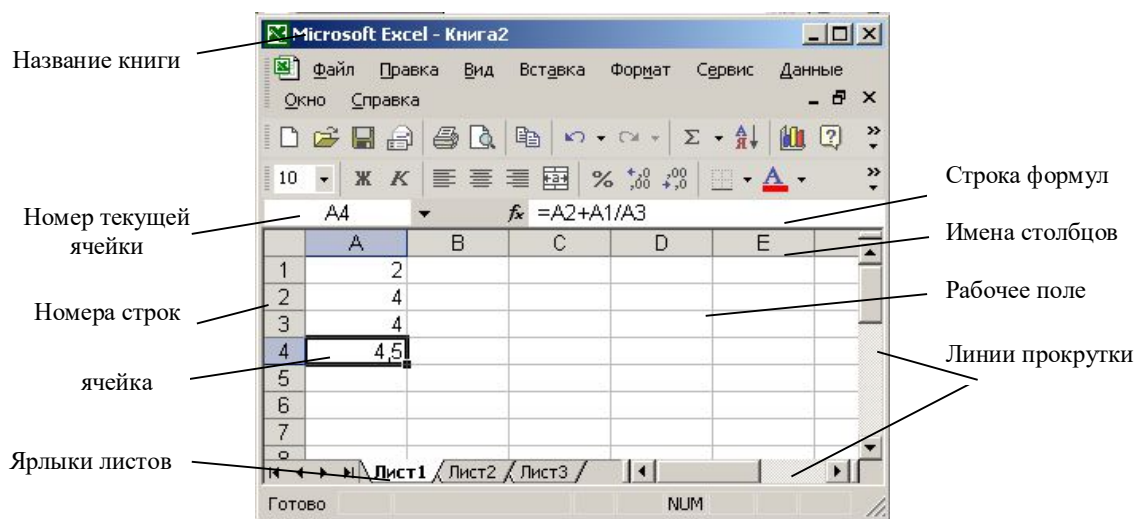 Microsoft Excel - Книга2
Название книги
Файл Правка Вид Вставка Формат Сервис Данные
Окно Справка
10 Ж К
Строка формул
Номер текущей
ячейки
A4 fx =A2+A1/A3
Имена столбцов
A B C D E
1 2
2 4
Рабочее поле
Номера строк
3 4
4 4,5
Линии прокрутки
ячейка
5
6
7
Ярлыки листов
Лист1 Лист2 Лист3
Готово NUM